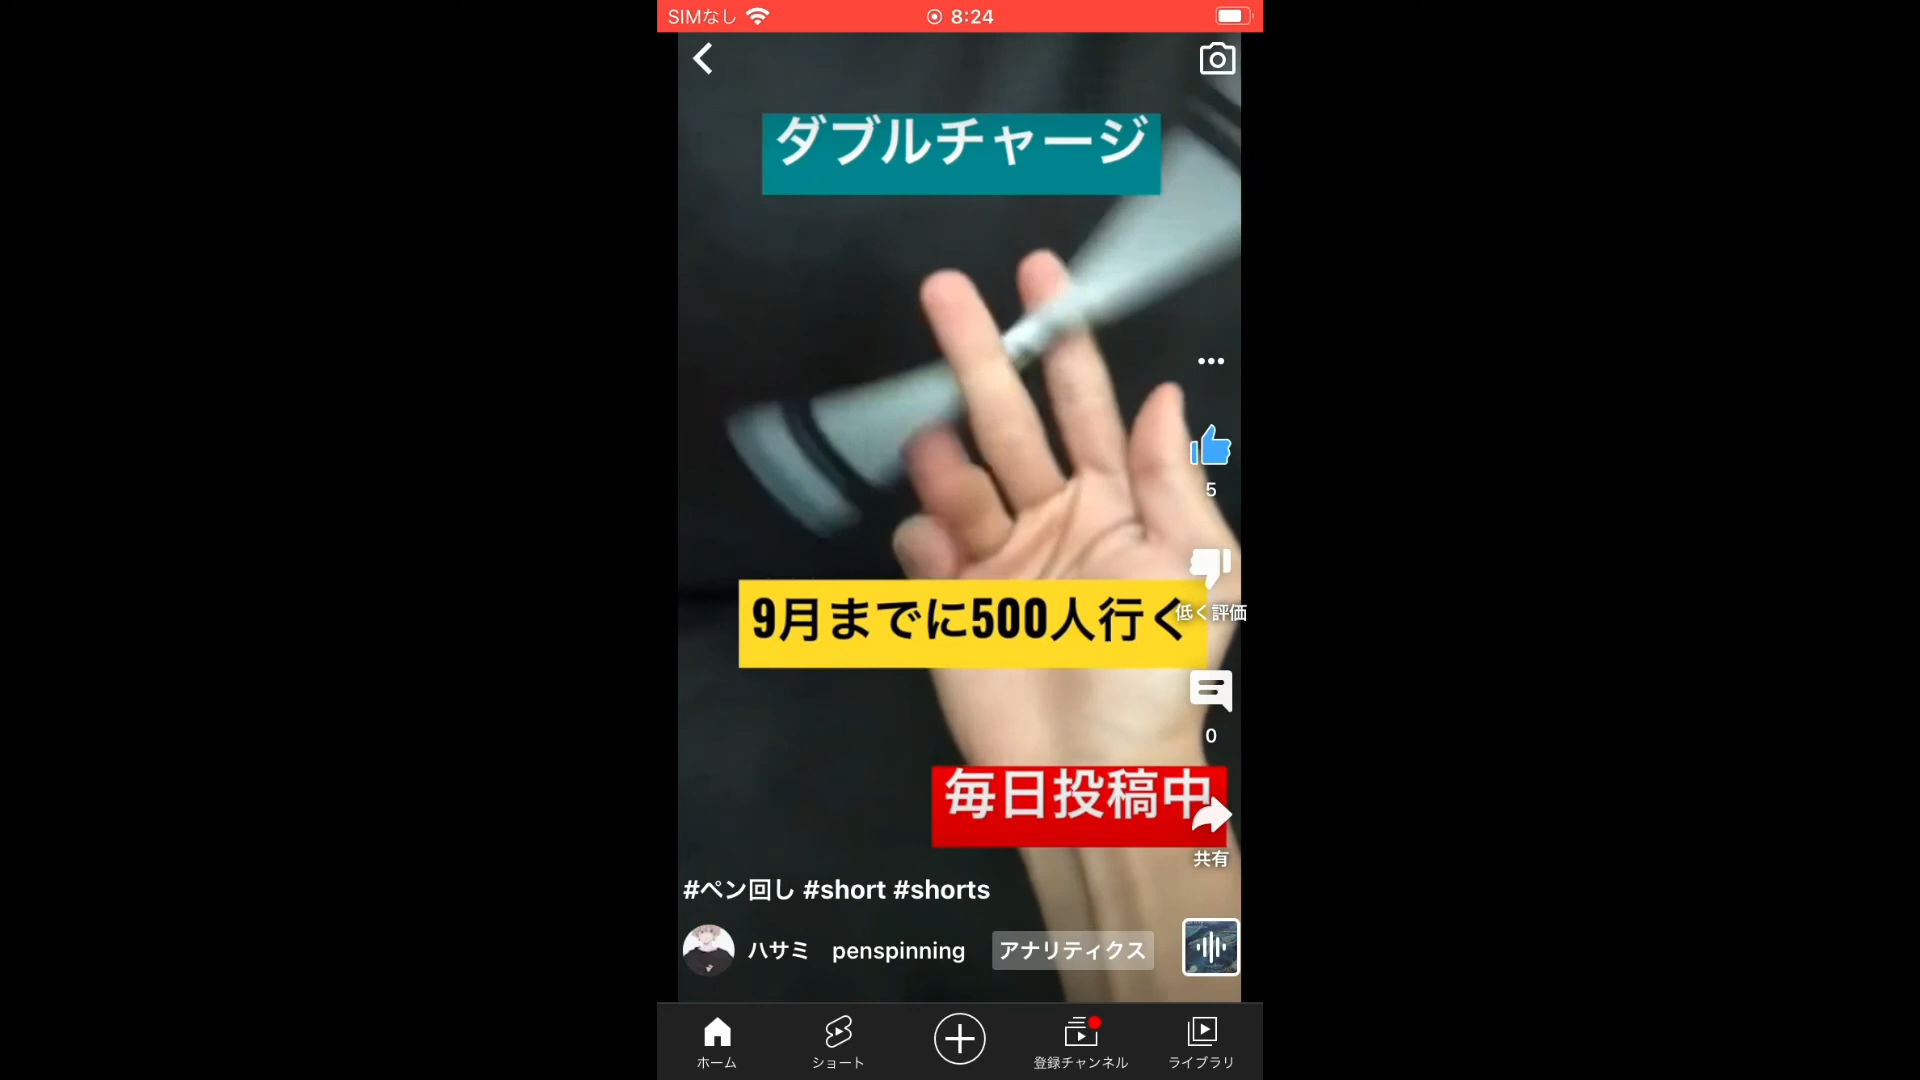 SIMなし 8:24
ダブルチャージ
5
9月までに500人行く
低く評価
0
毎日投稿中
共有
#ペン回し #short #shorts
ハサミ penspinning アナリティクス
ホーム ショート 登録チャンネル ライブラリ